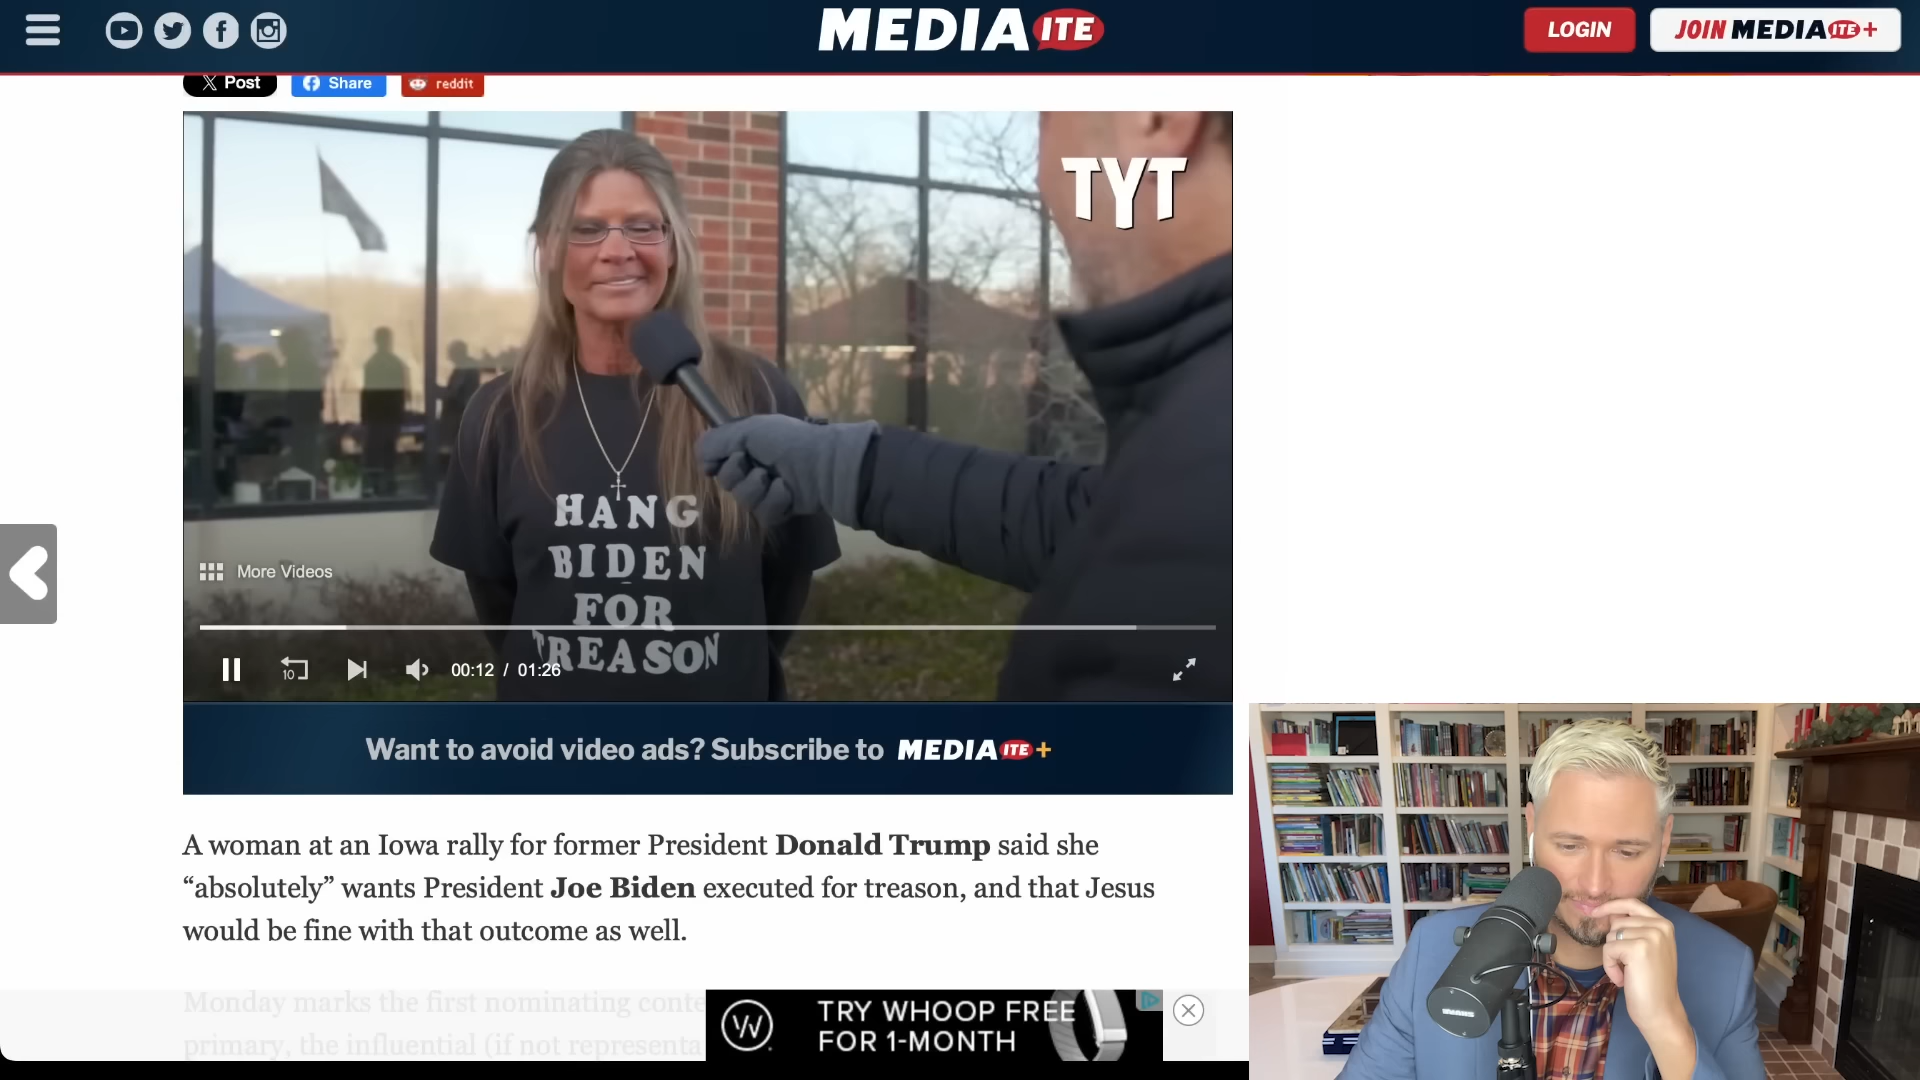 MEDIAITE
LOGIN
JOIN MEDIAITE+
X Post
Share
reddit
TYT
HANG
BIDEN
FOR
TREASON
More Videos
10
00:12 / 01:26
Want to avoid video ads? Subscribe to MEDIAITE+
A woman at an Iowa rally for former President Donald Trump said she
“absolutely” wants President Joe Biden executed for treason, and that Jesus
would be fine with that outcome as well.
Monday marks the first nominating
primary, the influential (if not
W
TRY WHOOP FREE
FOR 1-MONTH